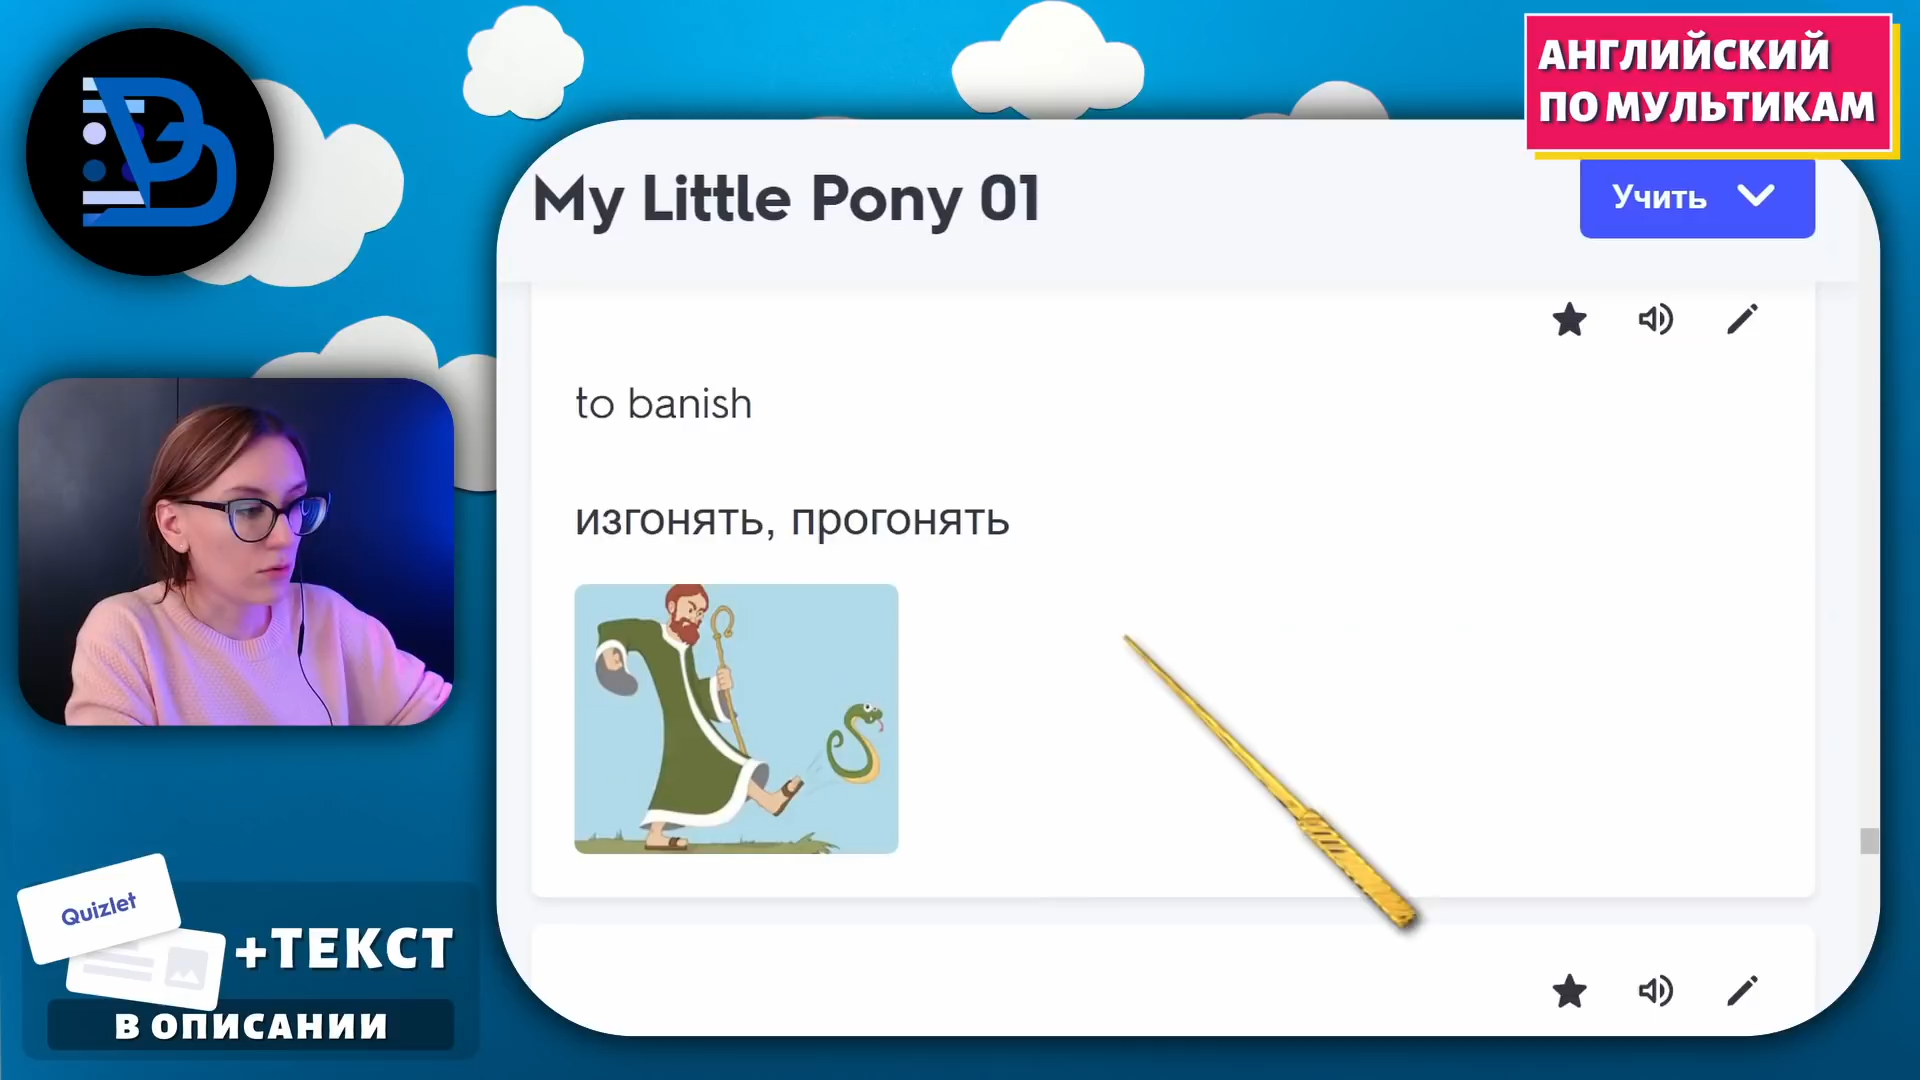 АНГЛИЙСКИЙ
ПО МУЛЬТИКАМ
My Little Pony 01
Учить
to banish
изгонять, прогонять
Quizlet
+ТЕКСТ
В ОПИСАНИИ